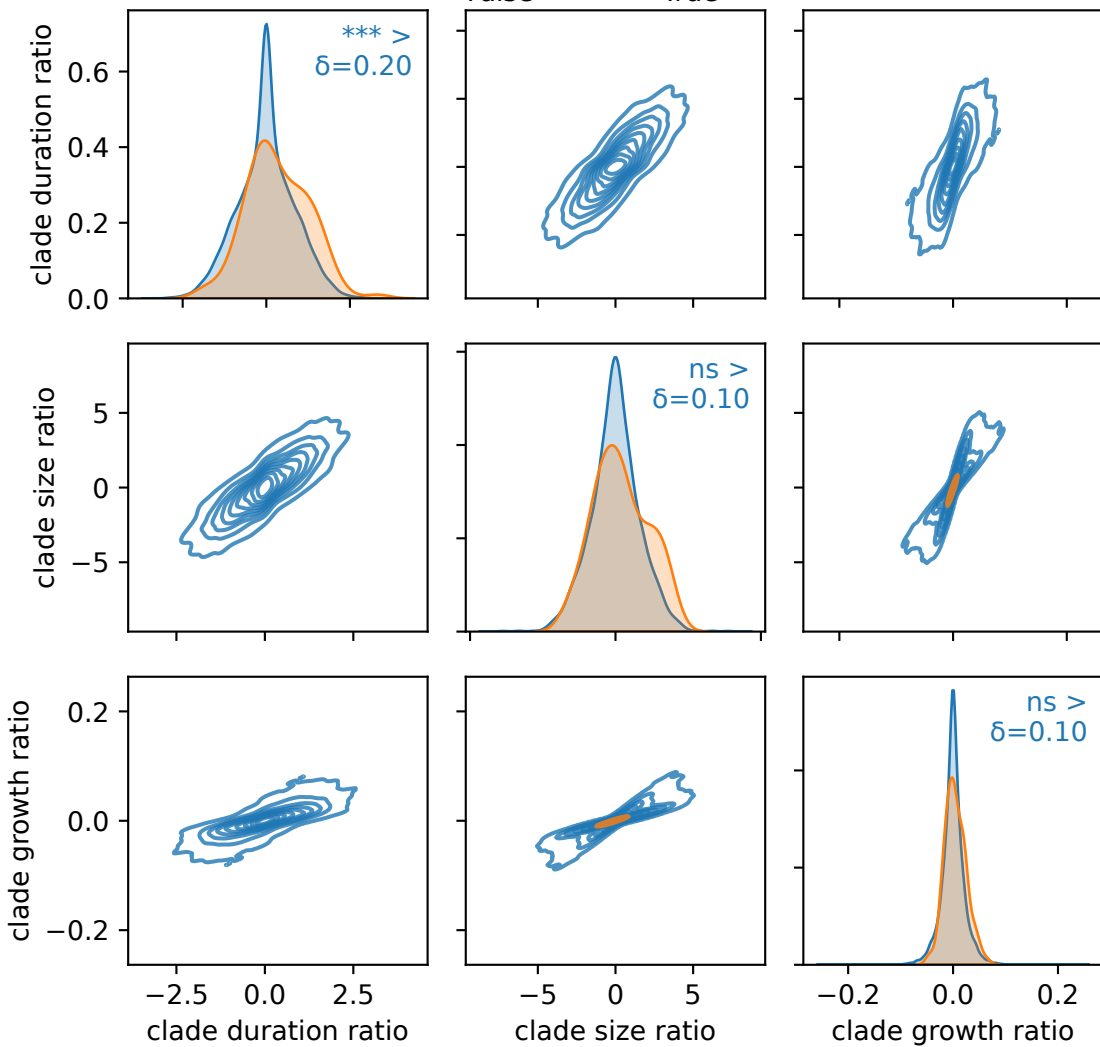 *** >
δ=0.20
clade duration ratio
0.6
0.4
0.2
0.0
ns >
δ=0.10
clade size ratio
5
0
−5
ns >
δ=0.10
clade growth ratio
0.2
0.0
−0.2
−2.5 0.0 2.5 −5 0 5 −0.2 0.0 0.2
clade duration ratio clade size ratio clade growth ratio